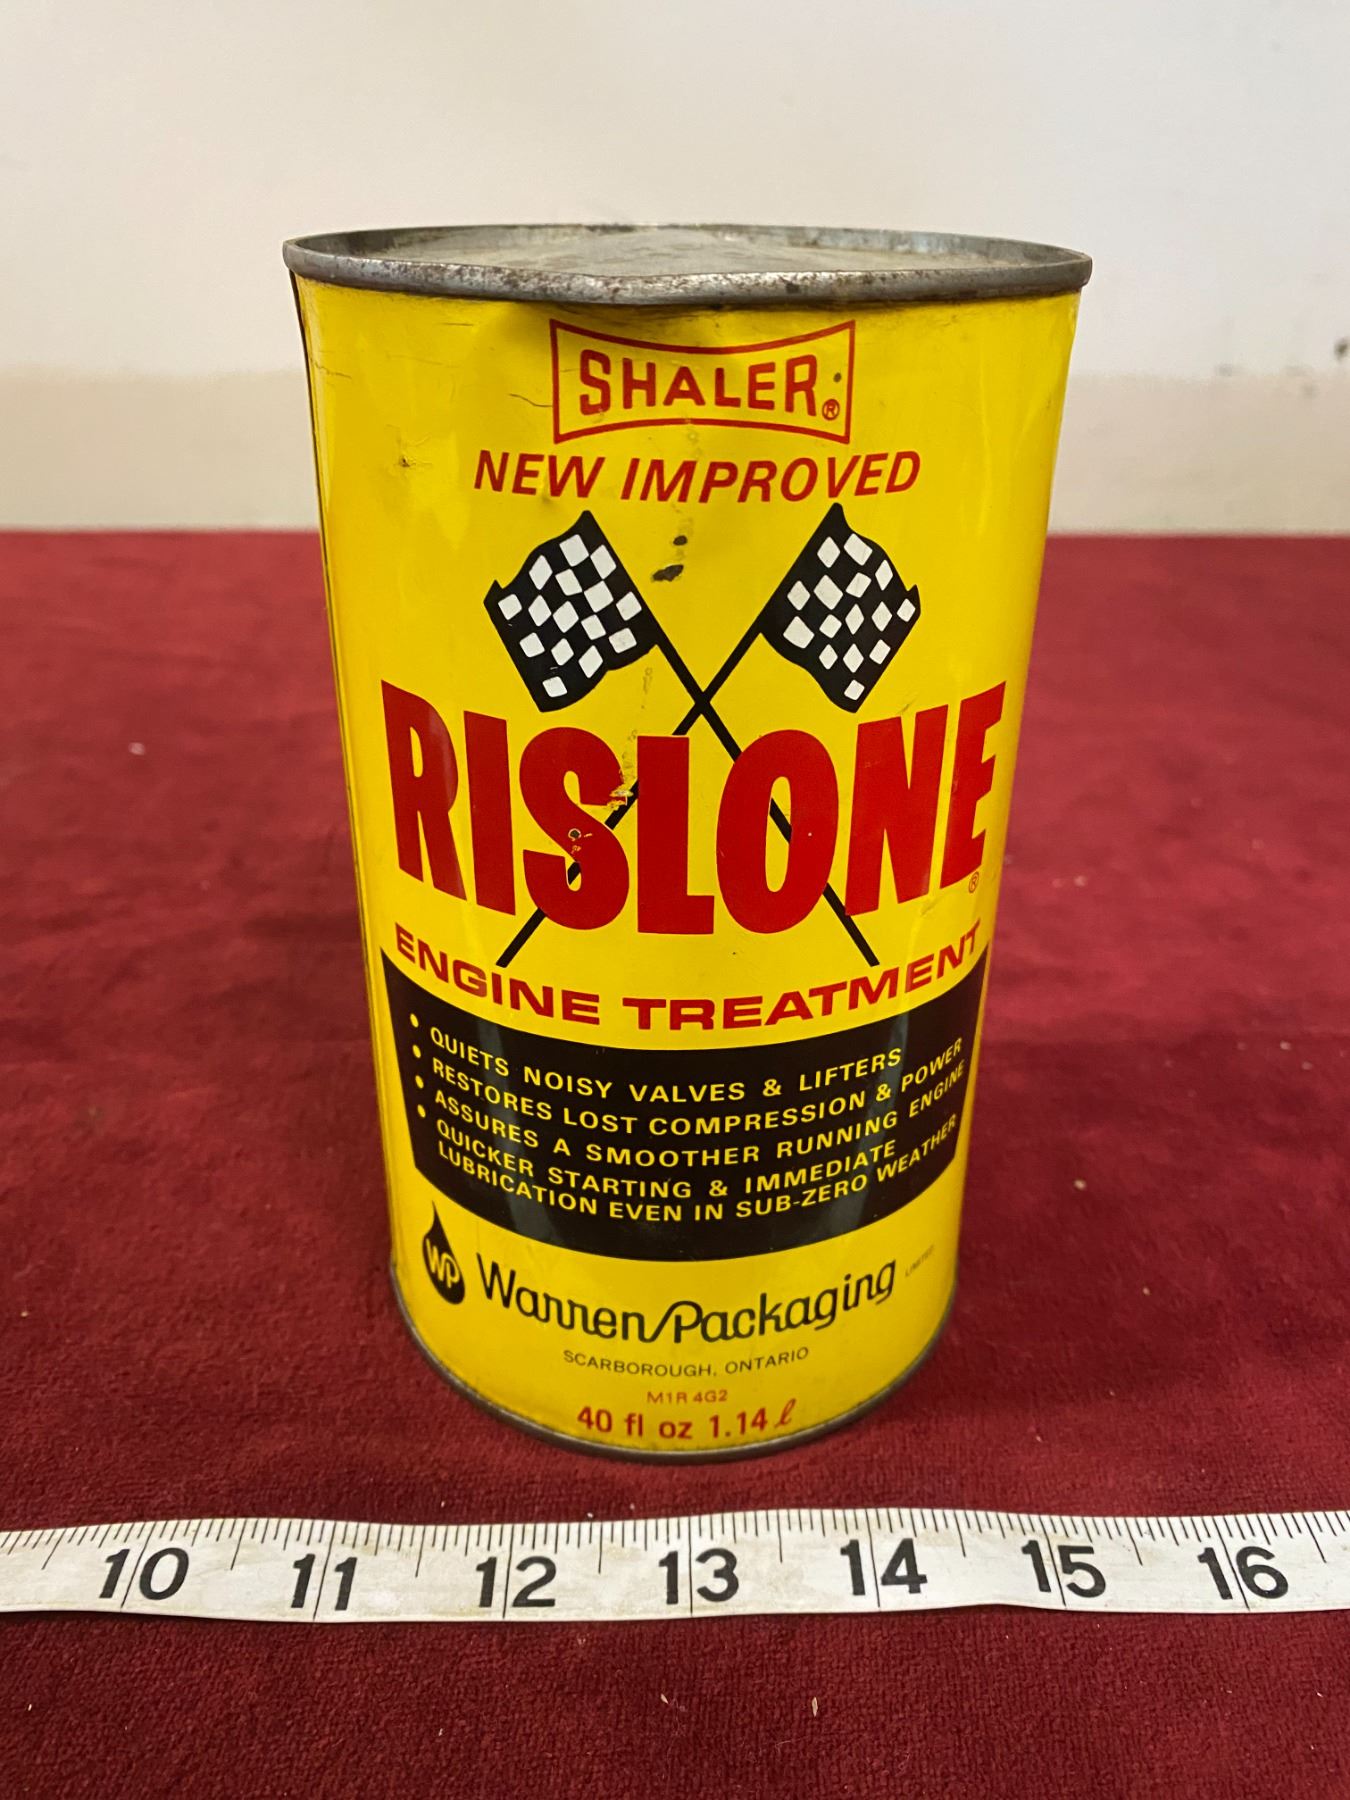 SHALER®
NEW IMPROVED
RISLONE®
ENGINE TREATMENT
• QUIETS NOISY VALVES & LIFTERS
• RESTORES LOST COMPRESSION & POWER
• ASSURES A SMOOTHER RUNNING ENGINE
• QUICKER STARTING & IMMEDIATE
LUBRICATION EVEN IN SUB-ZERO WEATHER
WP Warren/Packaging LIMITED
SCARBOROUGH, ONTARIO
M1R 4G2
40 fl oz 1.14 ℓ
10 11 12 13 14 15 16